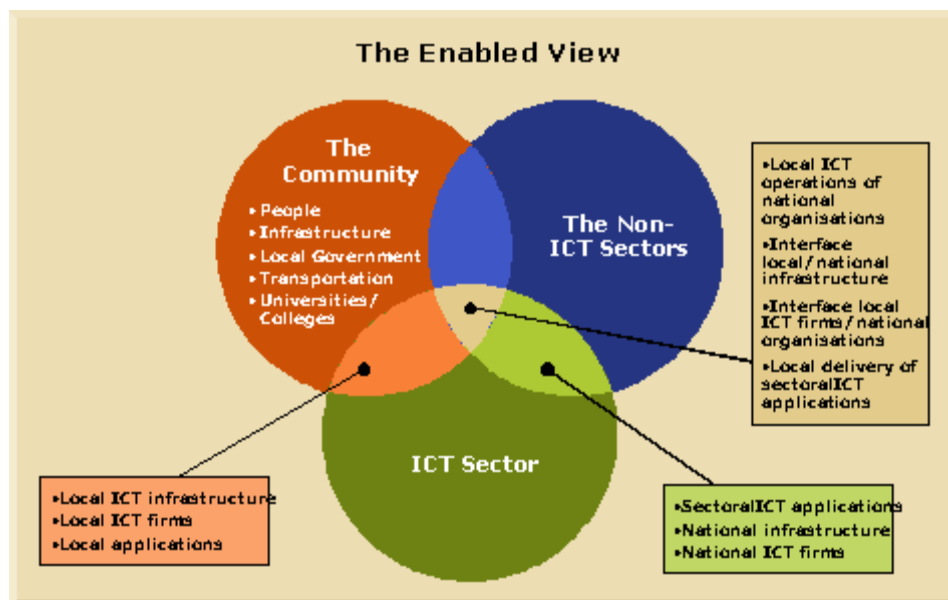 The Enabled View
The
Community
•People
•Infrastructure
•Local Government
•Transportation
•Universities/
Colleges
The Non-
ICT Sectors
ICT Sector
•Local ICT
operations of
national
organisations
•Interface
local/national
infrastructure
•Interface local
ICT firms/national
organisations
•Local delivery of
sectoralICT
applications
•Local ICT infrastructure
•Local ICT firms
•Local applications
•SectoralICT applications
•National infrastructure
•National ICT firms